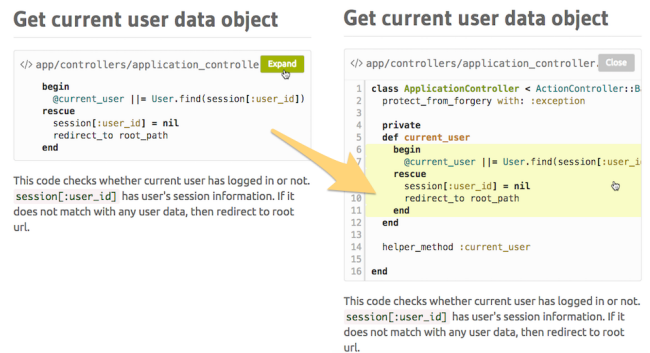 Get current user data object
</> app/controllers/application_controlle
Expand
begin
@current_user ||= User.find(session[:user_id])
rescue
session[:user_id] = nil
redirect_to root_path
end
This code checks whether current user has logged in or not.
session[:user_id] has user's session information. If it
does not match with any user data, then redirect to root
url.
Get current user data object
</> app/controllers/application_controller.
Close
1 class ApplicationController < ActionController::Ba
2 protect_from_forgery with: :exception
3
4 private
5 def current_user
6 begin
7 @current_user ||= User.find(session[:user_i
rescue
session[:user_id] = nil
10 redirect_to root_path
11 end
12 end
13
14 helper_method :current_user
15
16 end
This code checks whether current user has logged in or not.
session[:user_id] has user's session information. If it
does not match with any user data, then redirect to root
url.